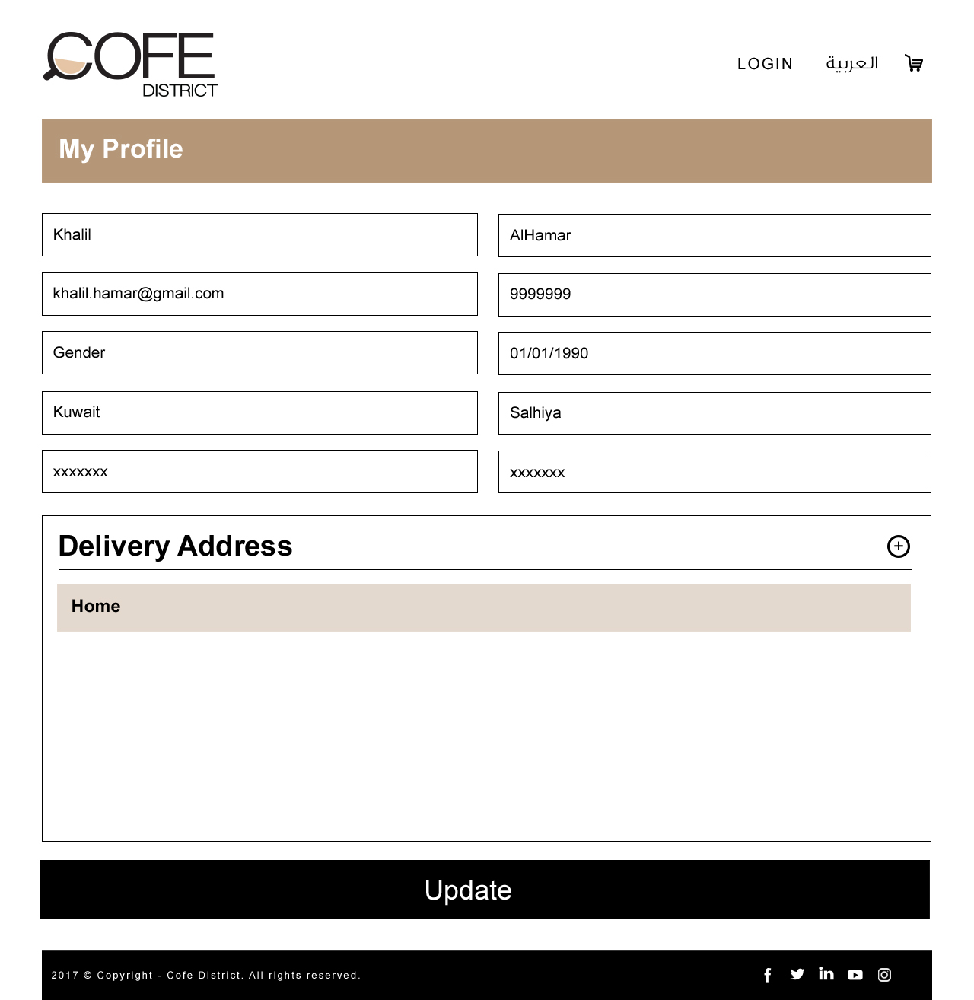 COFE
DISTRICT
LOGIN العربية
My Profile
Khalil AlHamar
khalil.hamar@gmail.com 9999999
Gender 01/01/1990
Kuwait Salhiya
xxxxxxx xxxxxxx
Delivery Address
Home
Update
2017 © Copyright - Cofe District. All rights reserved.